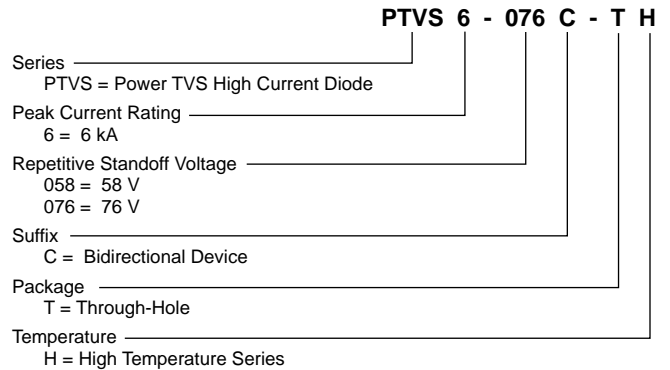 PTVS 6 - 076 C - T H
Series
PTVS = Power TVS High Current Diode
Peak Current Rating
6 = 6 kA
Repetitive Standoff Voltage
058 = 58 V
076 = 76 V
Suffix
C = Bidirectional Device
Package
T = Through-Hole
Temperature
H = High Temperature Series